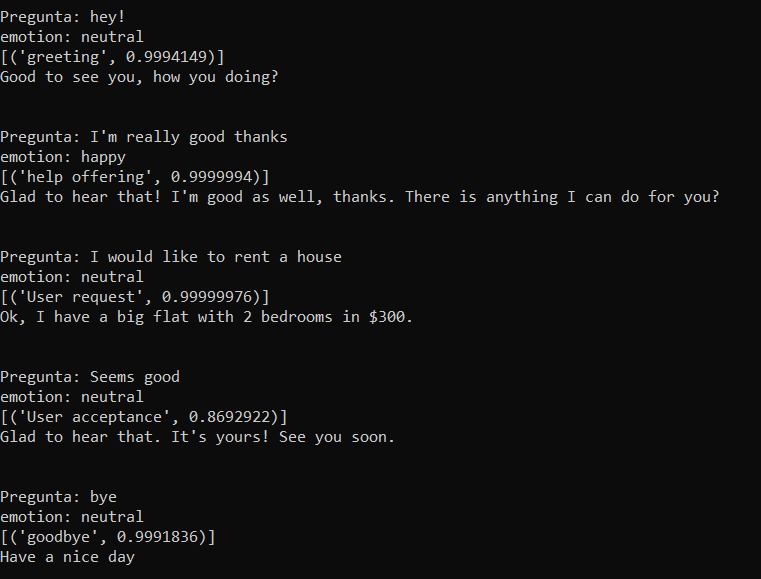 Pregunta: hey!
emotion: neutral
[('greeting', 0.9994149)]
Good to see you, how you doing?
Pregunta: I'm really good thanks
emotion: happy
[('help offering', 0.9999994)]
Glad to hear that! I'm good as well, thanks. There is anything I can do for you?
Pregunta: I would like to rent a house
emotion: neutral
[('User request', 0.99999976)]
Ok, I have a big flat with 2 bedrooms in $300.
Pregunta: Seems good
emotion: neutral
[('User acceptance', 0.8692922)]
Glad to hear that. It's yours! See you soon.
Pregunta: bye
emotion: neutral
[('goodbye', 0.9991836)]
Have a nice day